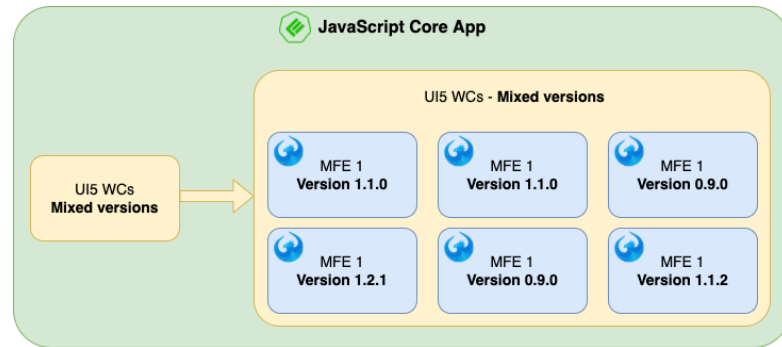 JavaScript Core App
UI5 WCs - Mixed versions
UI5 WCs
Mixed versions
MFE 1
Version 1.1.0
MFE 1
Version 1.1.0
MFE 1
Version 0.9.0
MFE 1
Version 1.2.1
MFE 1
Version 0.9.0
MFE 1
Version 1.1.2